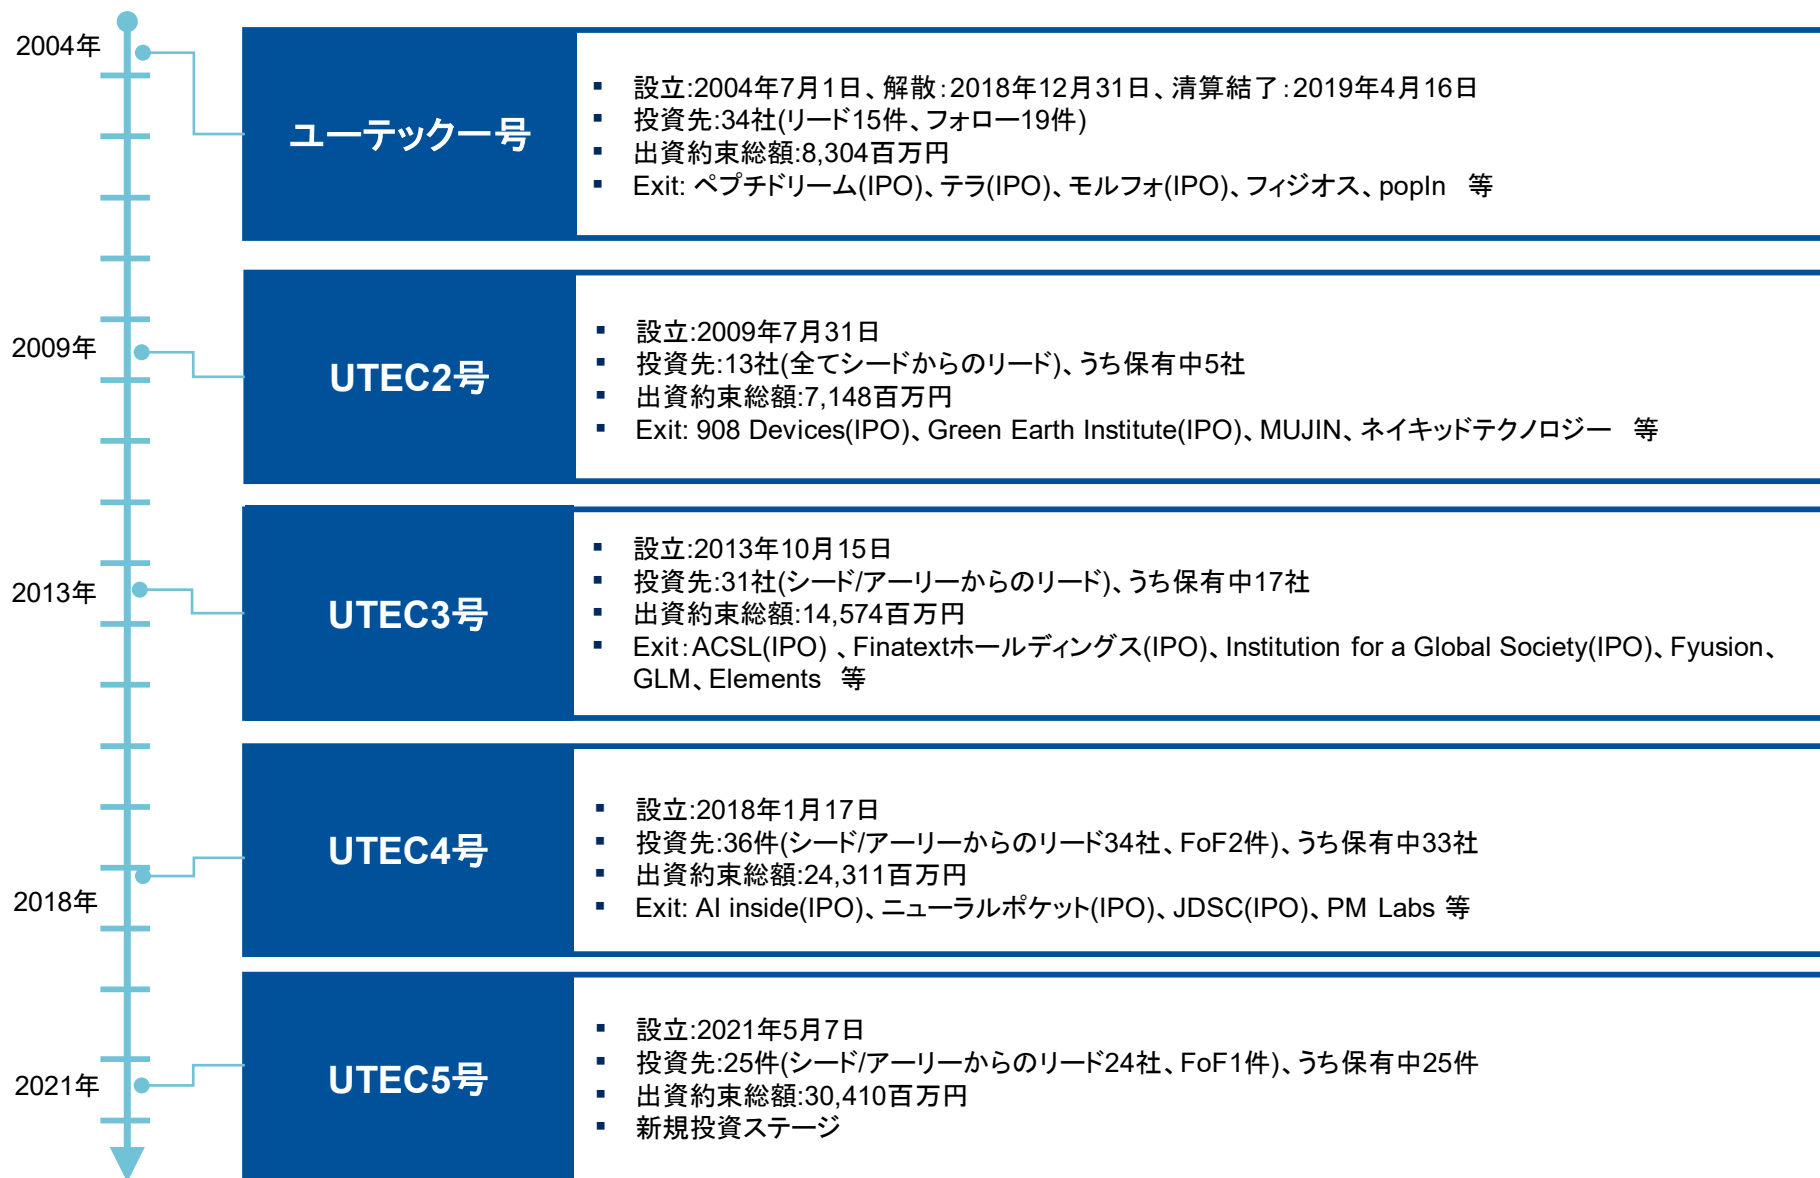 2004年
ユーテック一号
▪ 設立:2004年7月1日、解散：2018年12月31日、清算結了：2019年4月16日
▪ 投資先:34社(リード15件、フォロー19件)
▪ 出資約束総額:8,304百万円
▪ Exit: ペプチドリーム(IPO)、テラ(IPO)、モルフォ(IPO)、フィジオス、popIn 等
2009年
UTEC2号
▪ 設立:2009年7月31日
▪ 投資先:13社(全てシードからのリード)、うち保有中5社
▪ 出資約束総額:7,148百万円
▪ Exit: 908 Devices(IPO)、Green Earth Institute(IPO)、MUJIN、ネイキッドテクノロジー 等
2013年
UTEC3号
▪ 設立:2013年10月15日
▪ 投資先:31社(シード/アーリーからのリード)、うち保有中17社
▪ 出資約束総額:14,574百万円
▪ Exit：ACSL(IPO) 、Finatextホールディングス(IPO)、Institution for a Global Society(IPO)、Fyusion、
GLM、Elements 等
2018年
UTEC4号
▪ 設立:2018年1月17日
▪ 投資先:36件(シード/アーリーからのリード34社、FoF2件)、うち保有中33社
▪ 出資約束総額:24,311百万円
▪ Exit: AI inside(IPO)、ニューラルポケット(IPO)、JDSC(IPO)、PM Labs 等
2021年
UTEC5号
▪ 設立:2021年5月7日
▪ 投資先:25件(シード/アーリーからのリード24社、FoF1件)、うち保有中25件
▪ 出資約束総額:30,410百万円
▪ 新規投資ステージ